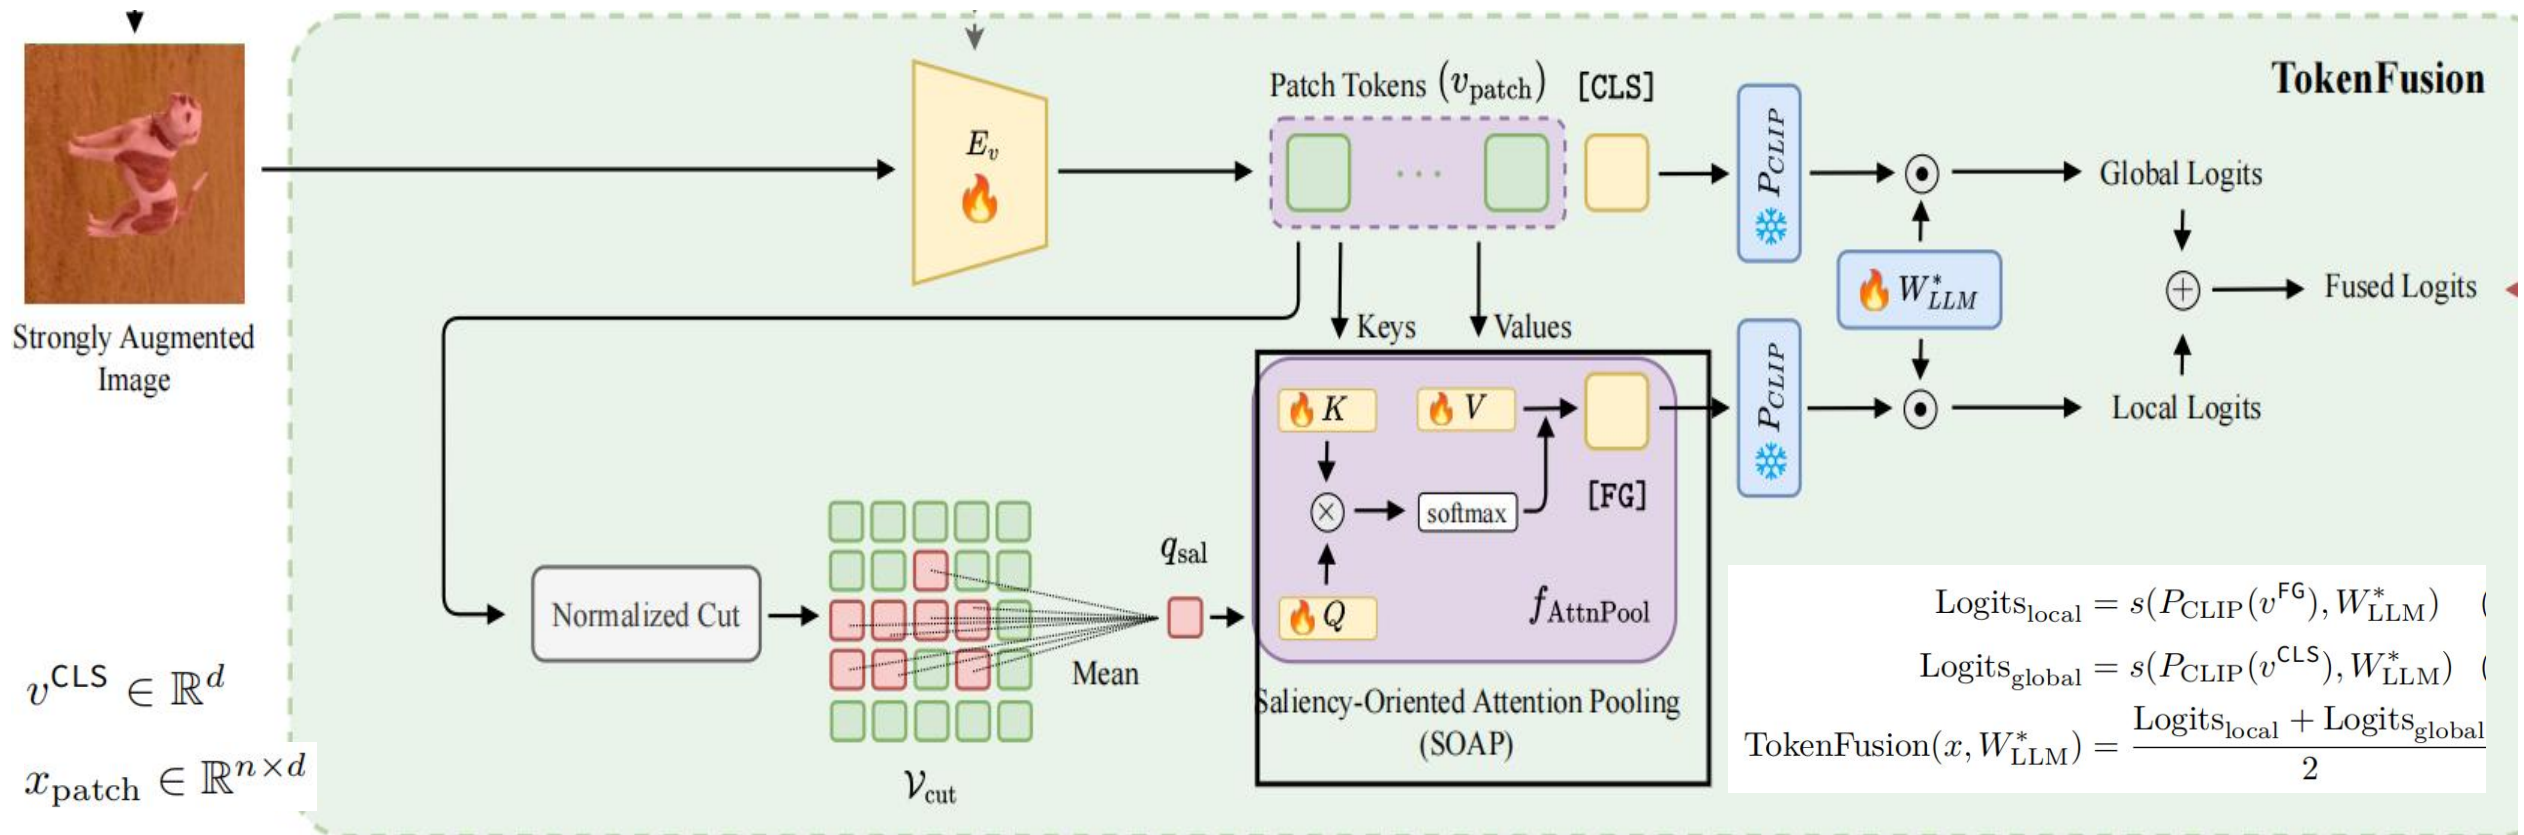 TokenFusion
Patch Tokens (v_patch) [CLS]
E_v
P_CLIP
Global Logits
W*_LLM
Fused Logits
Strongly Augmented
Image
Keys
Values
P_CLIP
K
V
Local Logits
[FG]
softmax
q_sal
Normalized Cut
Q
f_AttnPool
Mean
Saliency-Oriented Attention Pooling
(SOAP)
𝒱_cut
v^CLS ∈ ℝ^d
x_patch ∈ ℝ^{n×d}
Logits_local = s(P_CLIP(v^FG), W*_LLM) (
Logits_global = s(P_CLIP(v^CLS), W*_LLM) (
TokenFusion(x, W*_LLM) = (Logits_local + Logits_global) / 2